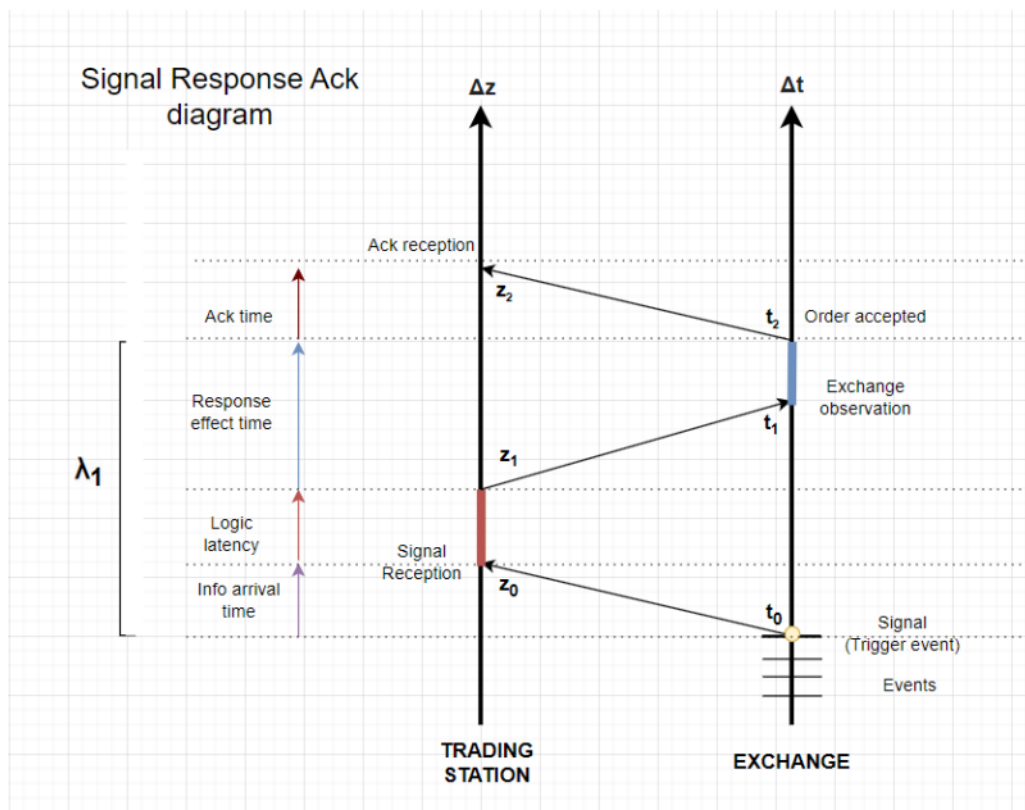 Signal Response Ack
diagram
Δz
Δt
Ack reception
z₂
t₂
Order accepted
Ack time
Exchange
observation
Response
effect time
t₁
z₁
λ₁
Logic
latency
Signal
Reception
z₀
Info arrival
time
t₀
Signal
(Trigger event)
Events
TRADING
STATION
EXCHANGE